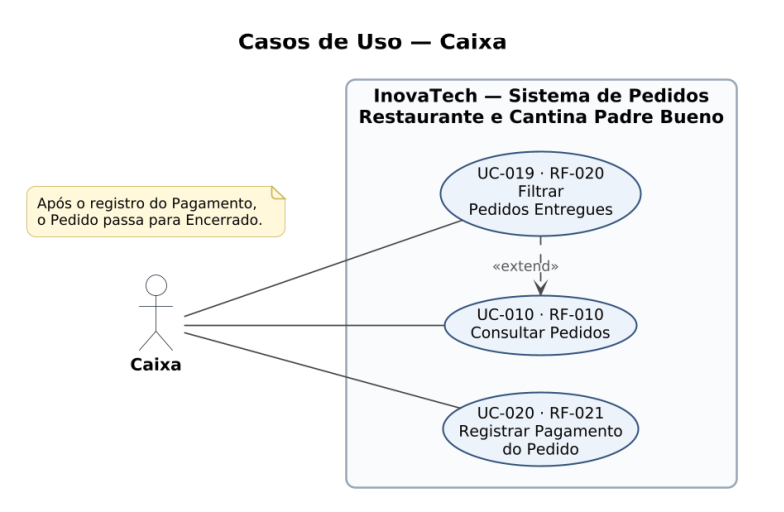 Casos de Uso — Caixa
InovaTech — Sistema de Pedidos
Restaurante e Cantina Padre Bueno
UC-019 · RF-020
Filtrar
Pedidos Entregues
Após o registro do Pagamento,
o Pedido passa para Encerrado.
«extend»
UC-010 · RF-010
Consultar Pedidos
Caixa
UC-020 · RF-021
Registrar Pagamento
do Pedido